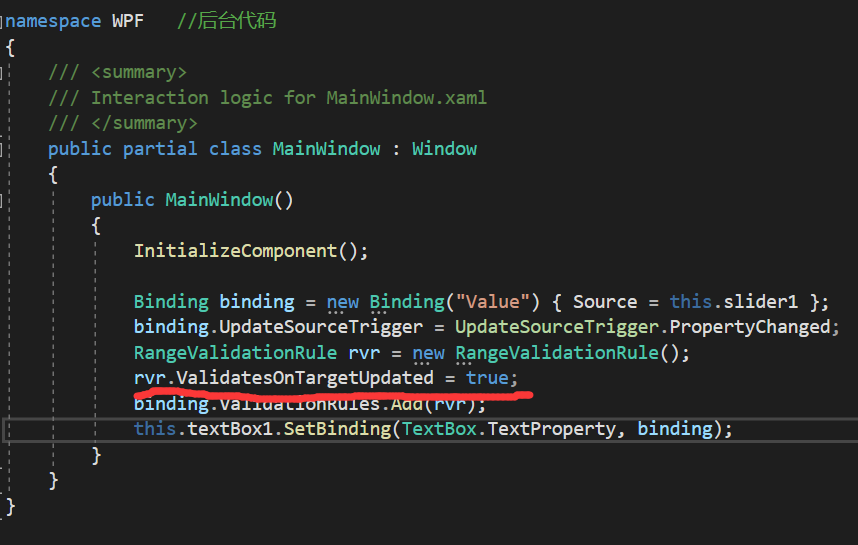 namespace WPF //后台代码
{
/// <summary>
/// Interaction logic for MainWindow.xaml
/// </summary>
public partial class MainWindow : Window
{
public MainWindow()
{
InitializeComponent();
Binding binding = new Binding("Value") { Source = this.slider1 };
binding.UpdateSourceTrigger = UpdateSourceTrigger.PropertyChanged;
RangeValidationRule rvr = new RangeValidationRule();
rvr.ValidatesOnTargetUpdated = true;
binding.ValidationRules.Add(rvr);
this.textBox1.SetBinding(TextBox.TextProperty, binding);
}
}
}